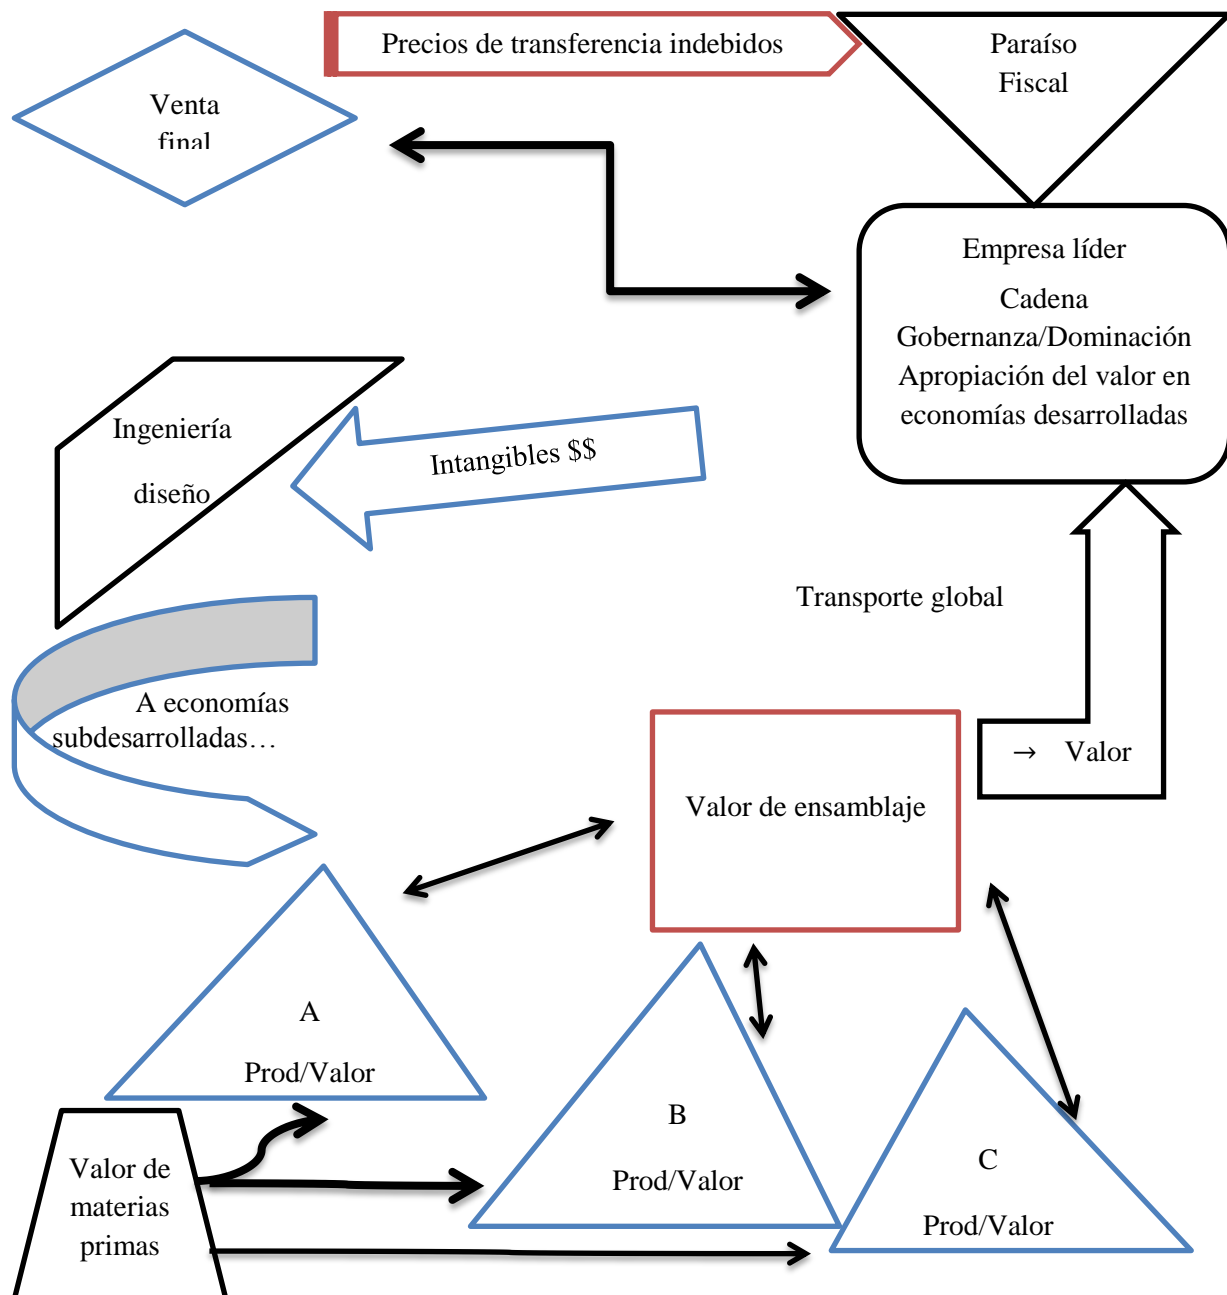 Precios de transferencia indebidos
Paraíso
Fiscal
Venta
final
Empresa líder
Cadena
Gobernanza/Dominación
Apropiación del valor en
economías desarrolladas
Ingeniería
diseño
Intangibles $$
Transporte global
A economías
subdesarrolladas…
→ Valor
Valor de ensamblaje
A
Prod/Valor
B
Prod/Valor
C
Prod/Valor
Valor de
materias
primas